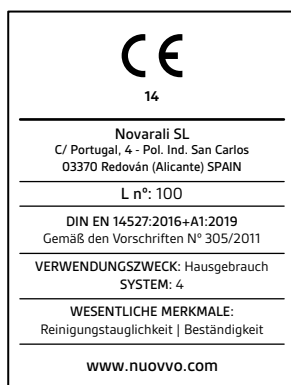 CE
14
Novarali SL
C/ Portugal, 4 - Pol. Ind. San Carlos
03370 Redován (Alicante) SPAIN
L nº: 100
DIN EN 14527:2016+A1:2019
Gemäß den Vorschriften Nº 305/2011
VERWENDUNGSZWECK: Hausgebrauch
SYSTEM: 4
WESENTLICHE MERKMALE:
Reinigungstauglichkeit | Beständigkeit
www.nuovvo.com